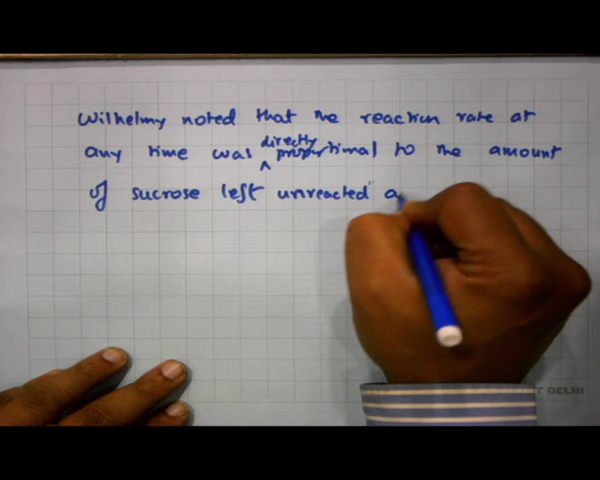 Wilhelmy noted that the reaction rate at
any time was directly proportional to the amount
of sucrose left unreacted a
DELHI